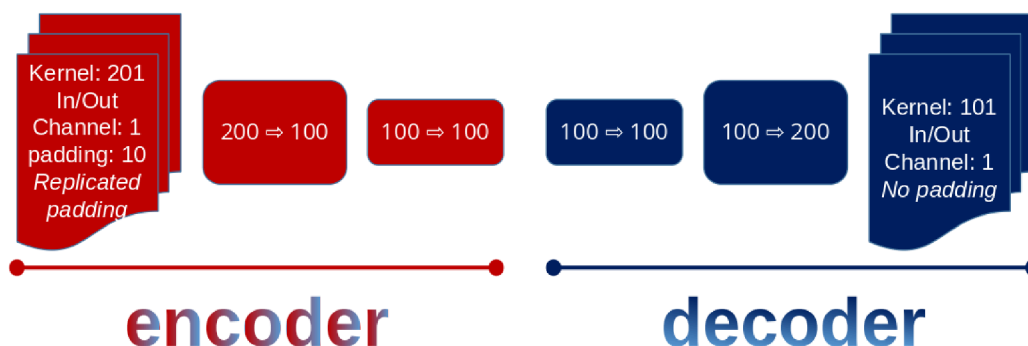 Kernel: 201
In/Out
Channel: 1
padding: 10
Replicated
padding
200 ⇨ 100
100 ⇨ 100
100 ⇨ 100
100 ⇨ 200
Kernel: 101
In/Out
Channel: 1
No padding
encoder
decoder